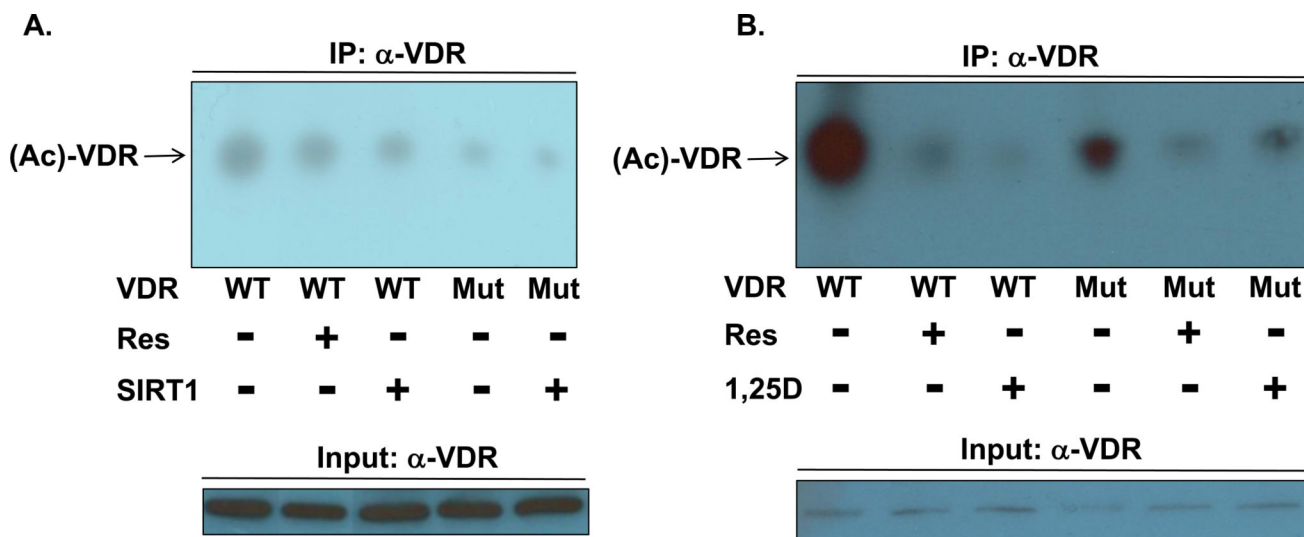 A.
IP: α-VDR
(Ac)-VDR
VDR WT WT WT Mut Mut
Res - + - - -
SIRT1 - - + - +
Input: α-VDR
B.
IP: α-VDR
(Ac)-VDR
VDR WT WT WT Mut Mut Mut
Res - + - - + -
1,25D - - + - - +
Input: α-VDR